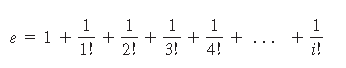 e = 1 + 1/1! + 1/2! + 1/3! + 1/4! + . . . + 1/i!